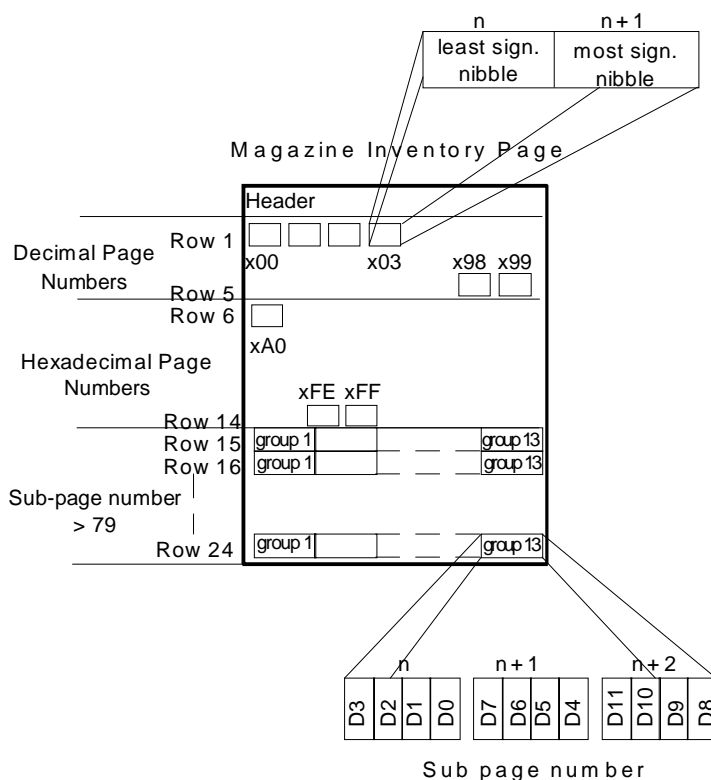 n n + 1
least sign. nibble most sign. nibble
Magazine Inventory Page
Header
Row 1
x00 x03 x98 x99
Decimal Page Numbers
Row 5
Row 6
xA0
Hexadecimal Page Numbers
xFE xFF
Row 14
Row 15 group 1 group 13
Row 16 group 1 group 13
Sub-page number > 79
Row 24 group 1 group 13
n n + 1 n + 2
D3 D2 D1 D0 D7 D6 D5 D4 D11 D10 D9 D8
Sub page number